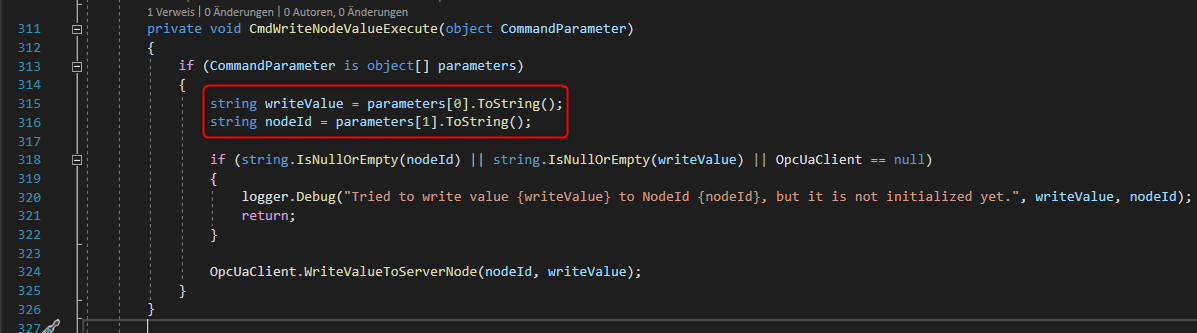 1 Verweis | 0 Änderungen | 0 Autoren, 0 Änderungen
311 private void CmdWriteNodeValueExecute(object CommandParameter)
312 {
313 if (CommandParameter is object[] parameters)
314 {
315 string writeValue = parameters[0].ToString();
316 string nodeId = parameters[1].ToString();
317
318 if (string.IsNullOrEmpty(nodeId) || string.IsNullOrEmpty(writeValue) || OpcUaClient == null)
319 {
320 logger.Debug("Tried to write value {writeValue} to NodeId {nodeId}, but it is not initialized yet.", writeValue, nodeId);
321 return;
322 }
323
324 OpcUaClient.WriteValueToServerNode(nodeId, writeValue);
325 }
326 }
327